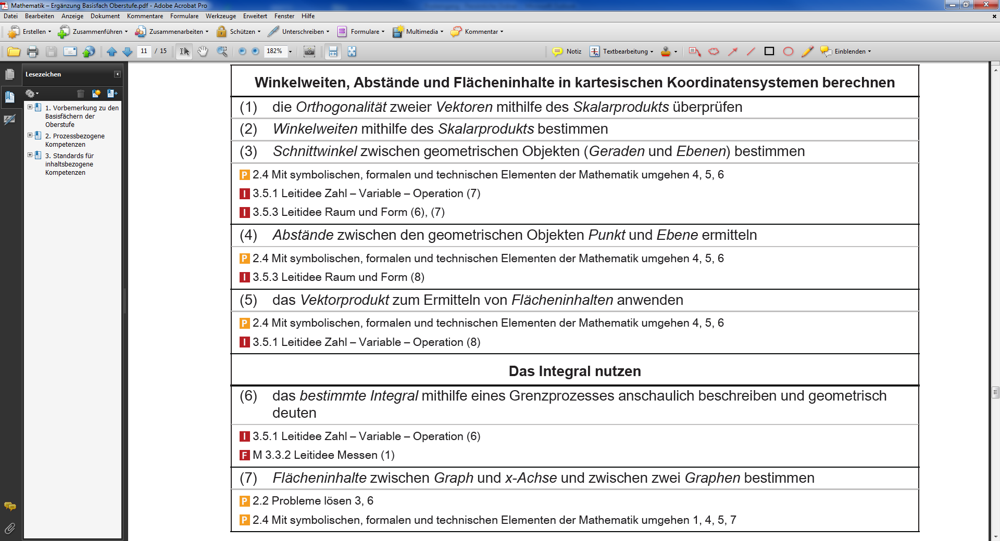 Mathematik – Ergänzung Basisfach Oberstufe.pdf - Adobe Acrobat Pro
Datei Bearbeiten Anzeige Dokument Kommentare Formulare Werkzeuge Erweitert Fenster Hilfe
Erstellen Zusammenführen Zusammenarbeiten Schützen Unterschreiben Formulare Multimedia Kommentar
11 / 15 182% Notiz Textbearbeitung Einblenden
Lesezeichen
1. Vorbemerkung zu den
Basisfächern der
Oberstufe
2. Prozessbezogene
Kompetenzen
3. Standards für
inhaltsbezogene
Kompetenzen
Winkelweiten, Abstände und Flächeninhalte in kartesischen Koordinatensystemen berechnen
(1) die Orthogonalität zweier Vektoren mithilfe des Skalarprodukts überprüfen
(2) Winkelweiten mithilfe des Skalarprodukts bestimmen
(3) Schnittwinkel zwischen geometrischen Objekten (Geraden und Ebenen) bestimmen
P 2.4 Mit symbolischen, formalen und technischen Elementen der Mathematik umgehen 4, 5, 6
I 3.5.1 Leitidee Zahl – Variable – Operation (7)
I 3.5.3 Leitidee Raum und Form (6), (7)
(4) Abstände zwischen den geometrischen Objekten Punkt und Ebene ermitteln
P 2.4 Mit symbolischen, formalen und technischen Elementen der Mathematik umgehen 4, 5, 6
I 3.5.3 Leitidee Raum und Form (8)
(5) das Vektorprodukt zum Ermitteln von Flächeninhalten anwenden
P 2.4 Mit symbolischen, formalen und technischen Elementen der Mathematik umgehen 4, 5, 6
I 3.5.1 Leitidee Zahl – Variable – Operation (8)
Das Integral nutzen
(6) das bestimmte Integral mithilfe eines Grenzprozesses anschaulich beschreiben und geometrisch
deuten
I 3.5.1 Leitidee Zahl – Variable – Operation (6)
F M 3.3.2 Leitidee Messen (1)
(7) Flächeninhalte zwischen Graph und x-Achse und zwischen zwei Graphen bestimmen
P 2.2 Probleme lösen 3, 6
P 2.4 Mit symbolischen, formalen und technischen Elementen der Mathematik umgehen 1, 4, 5, 7